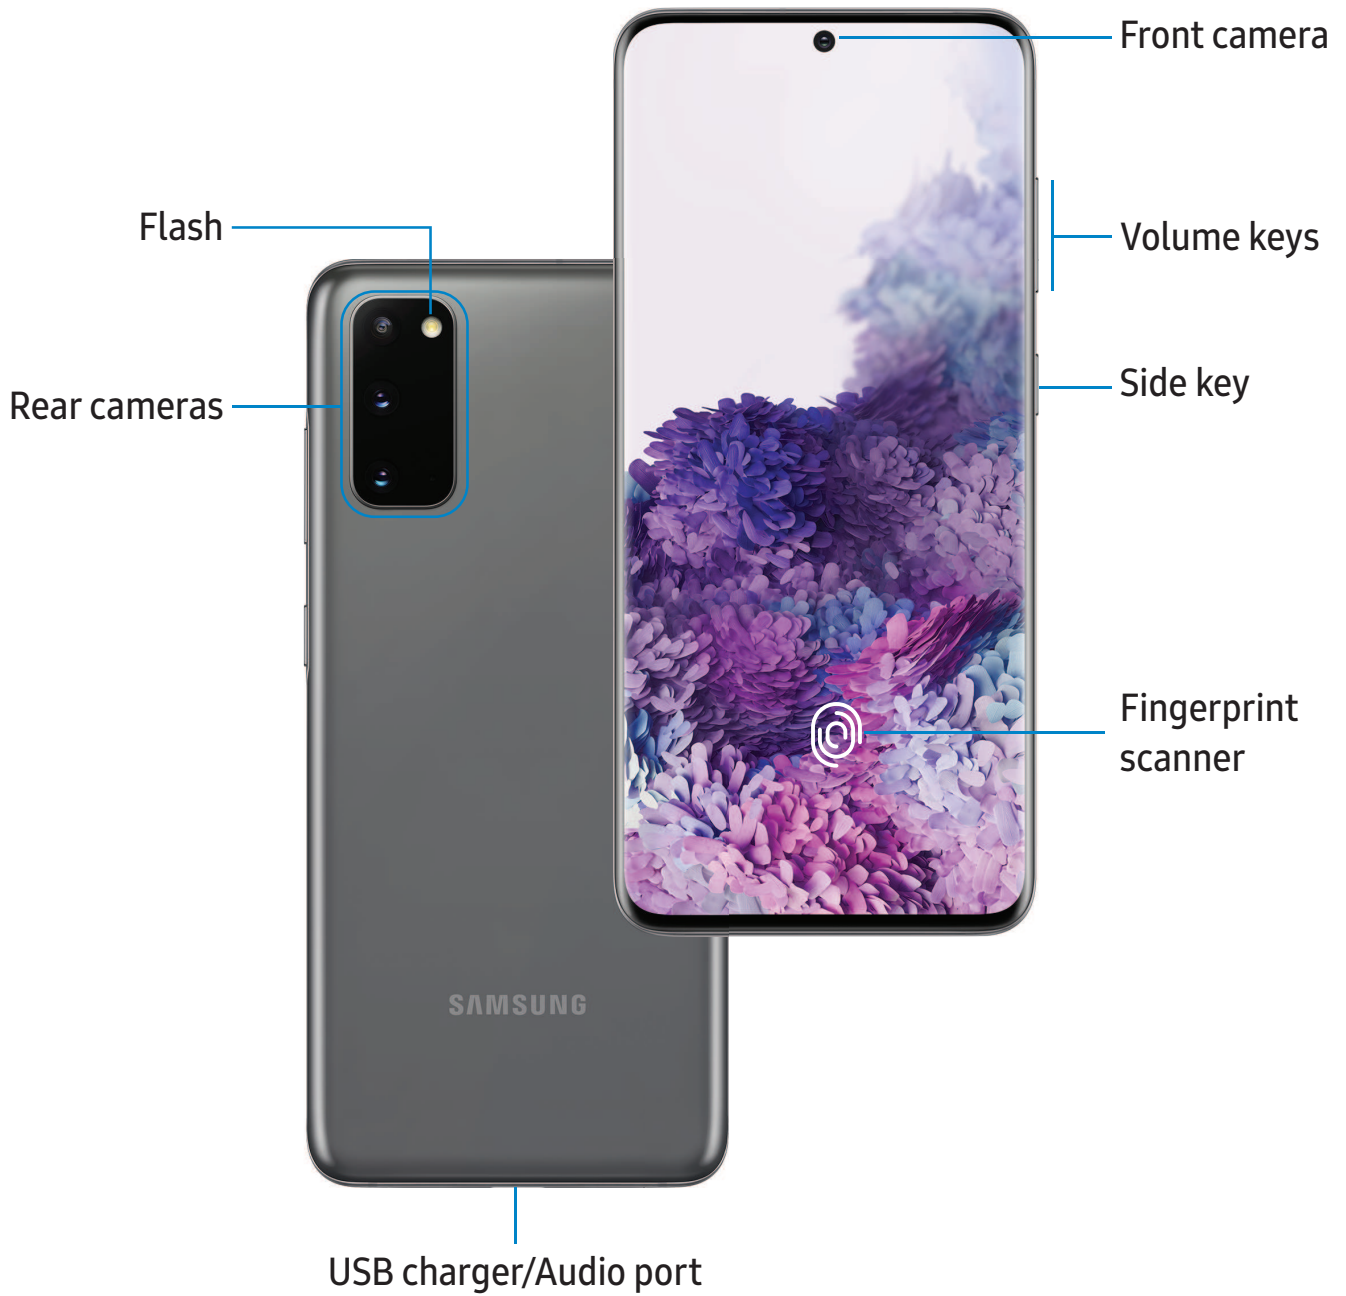 Front camera
Volume keys
Flash
Side key
Rear cameras
Fingerprint
scanner
SAMSUNG
USB charger/Audio port